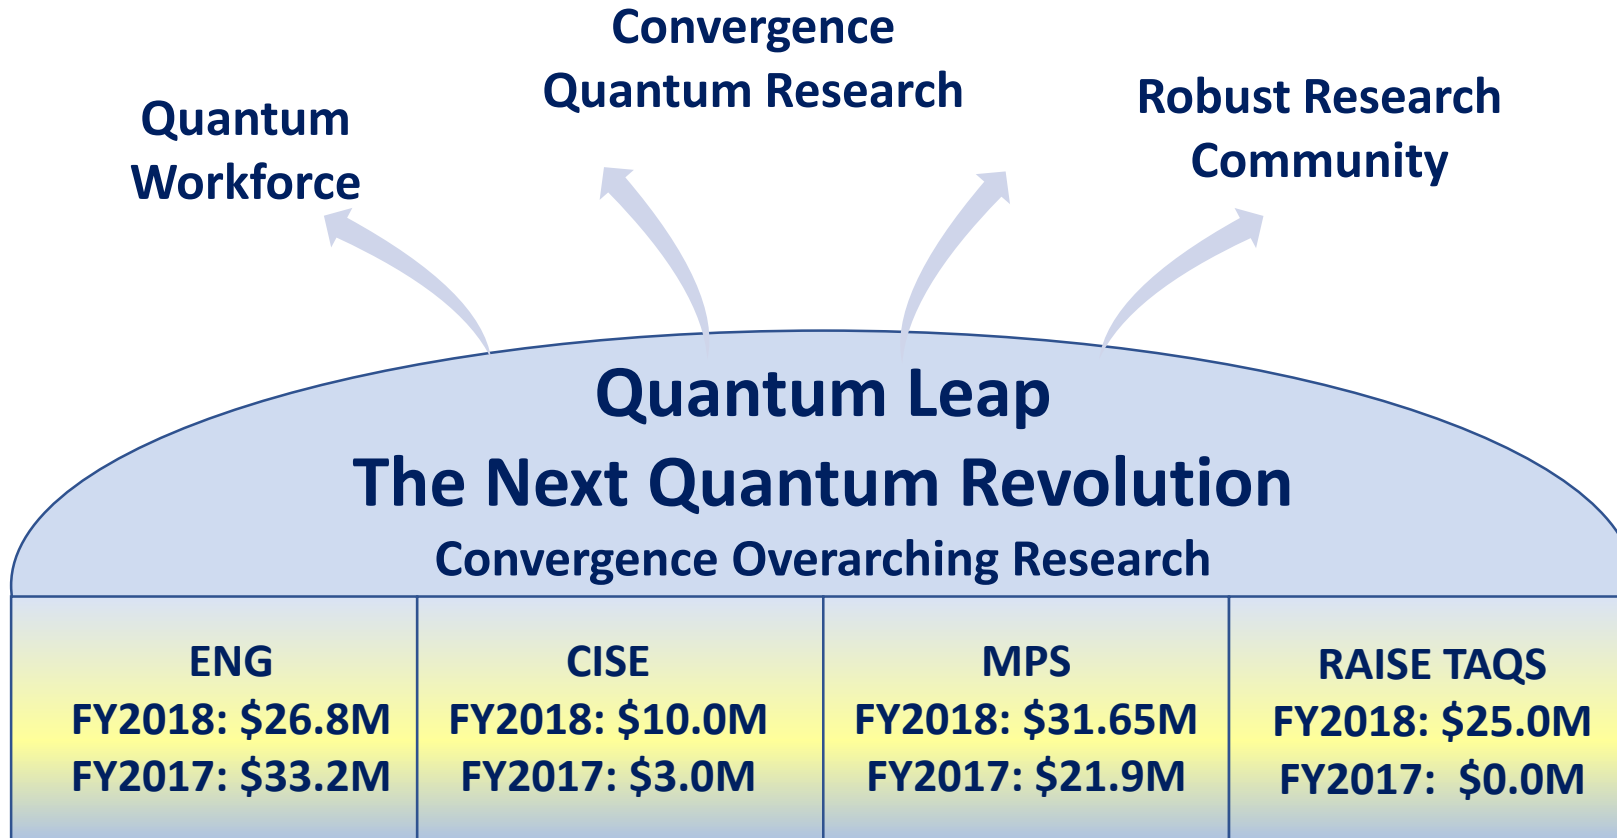 Convergence
Quantum Research
Quantum
Workforce
Robust Research
Community
Quantum Leap
The Next Quantum Revolution
Convergence Overarching Research
ENG
FY2018: $26.8M
FY2017: $33.2M
CISE
FY2018: $10.0M
FY2017: $3.0M
MPS
FY2018: $31.65M
FY2017: $21.9M
RAISE TAQS
FY2018: $25.0M
FY2017:  $0.0M